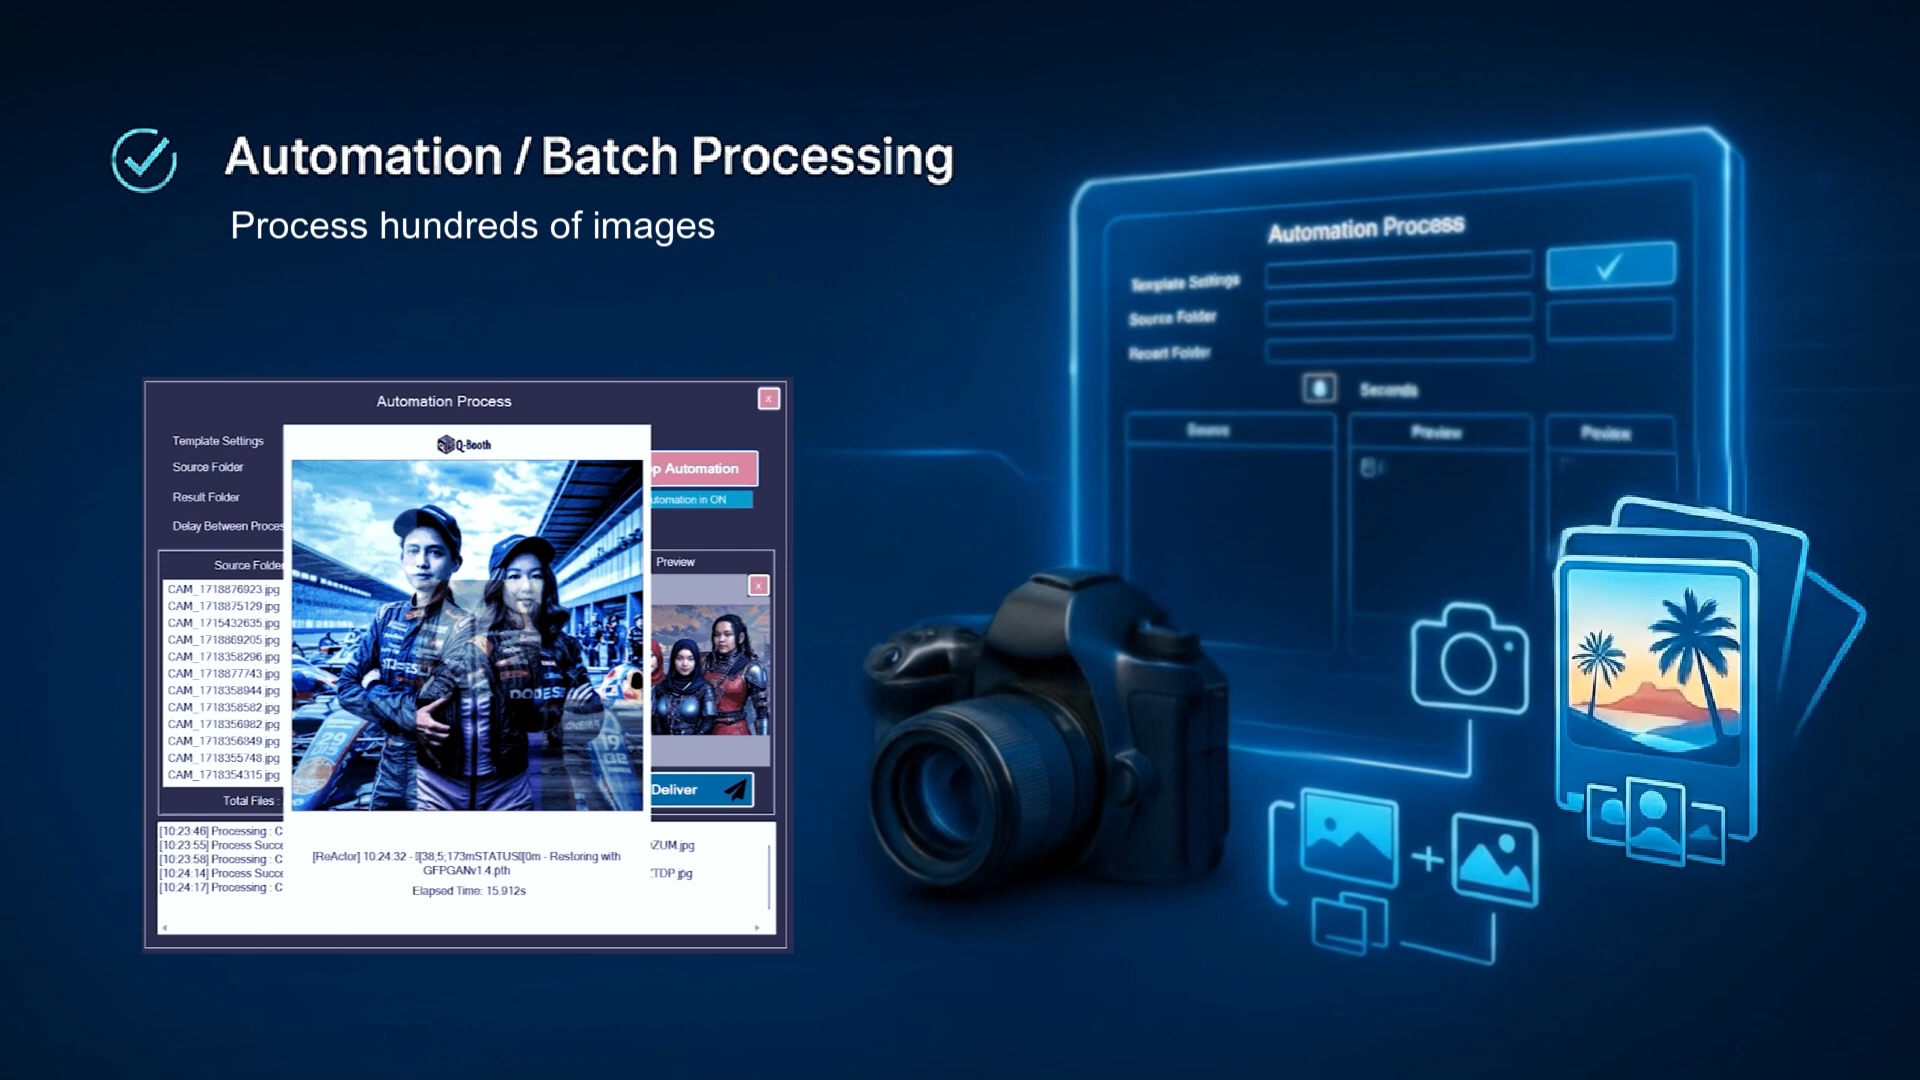 Automation / Batch Processing
Process hundreds of images
Automation Process
x
Template Settings
Source Folder
Result Folder
Delay Between Proces
Q-Booth
p Automation
utomation in ON
Source Folde
CAM_1718876923.jpg
CAM_1718875129.jpg
CAM_1715432635.jpg
CAM_1718869205.jpg
CAM_1718358296.jpg
CAM_1718877743.jpg
CAM_1718358944.jpg
CAM_1718358582.jpg
CAM_1718356982.jpg
CAM_1718356849.jpg
CAM_1718355748.jpg
CAM_1718354315.jpg
Total Files :
Preview
x
Deliver
[10:23:46] Processing : C
[10:23:55] Process Succe
[10:23:58] Processing : C
[10:24:14] Process Succe
[10:24:17] Processing : C
ZUM.jpg
TDP.jpg
[ReActor] 10:24:32 - [38;5;173mSTATUS[0m - Restoring with
GFPGANv1.4.pth
Elapsed Time: 15.912s
Automation Process
Template Settings
Source Folder
Seconds
Source
Preview